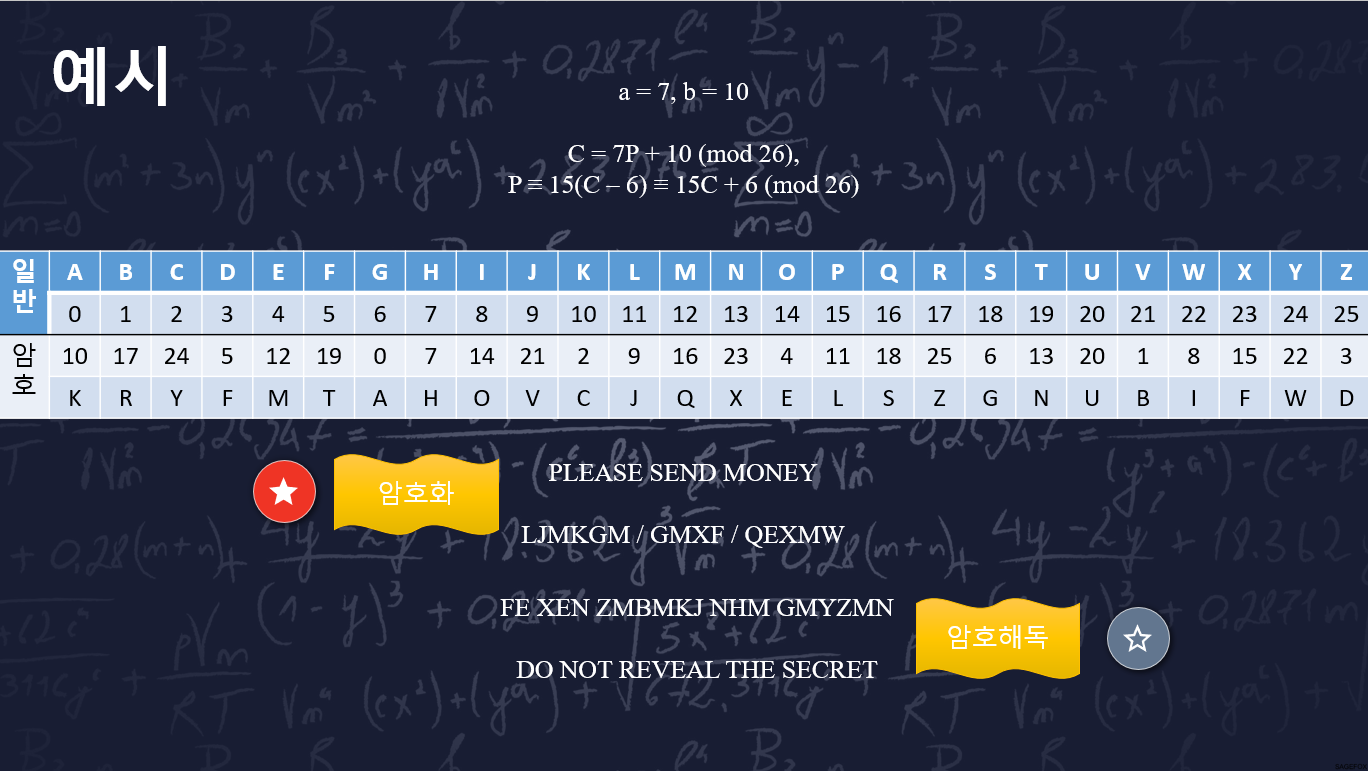 예시
a = 7, b = 10
C = 7P + 10 (mod 26),
P ≡ 15(C – 6) ≡ 15C + 6 (mod 26)
일반 A B C D E F G H I J K L M N O P Q R S T U V W X Y Z
0 1 2 3 4 5 6 7 8 9 10 11 12 13 14 15 16 17 18 19 20 21 22 23 24 25
암호 10 17 24 5 12 19 0 7 14 21 2 9 16 23 4 11 18 25 6 13 20 1 8 15 22 3
K R Y F M T A H O V C J Q X E L S Z G N U B I F W D
암호화
PLEASE SEND MONEY
LJMKGM / GMXF / QEXMW
FE XEN ZMBMKJ NHM GMYZMN
암호해독
DO NOT REVEAL THE SECRET